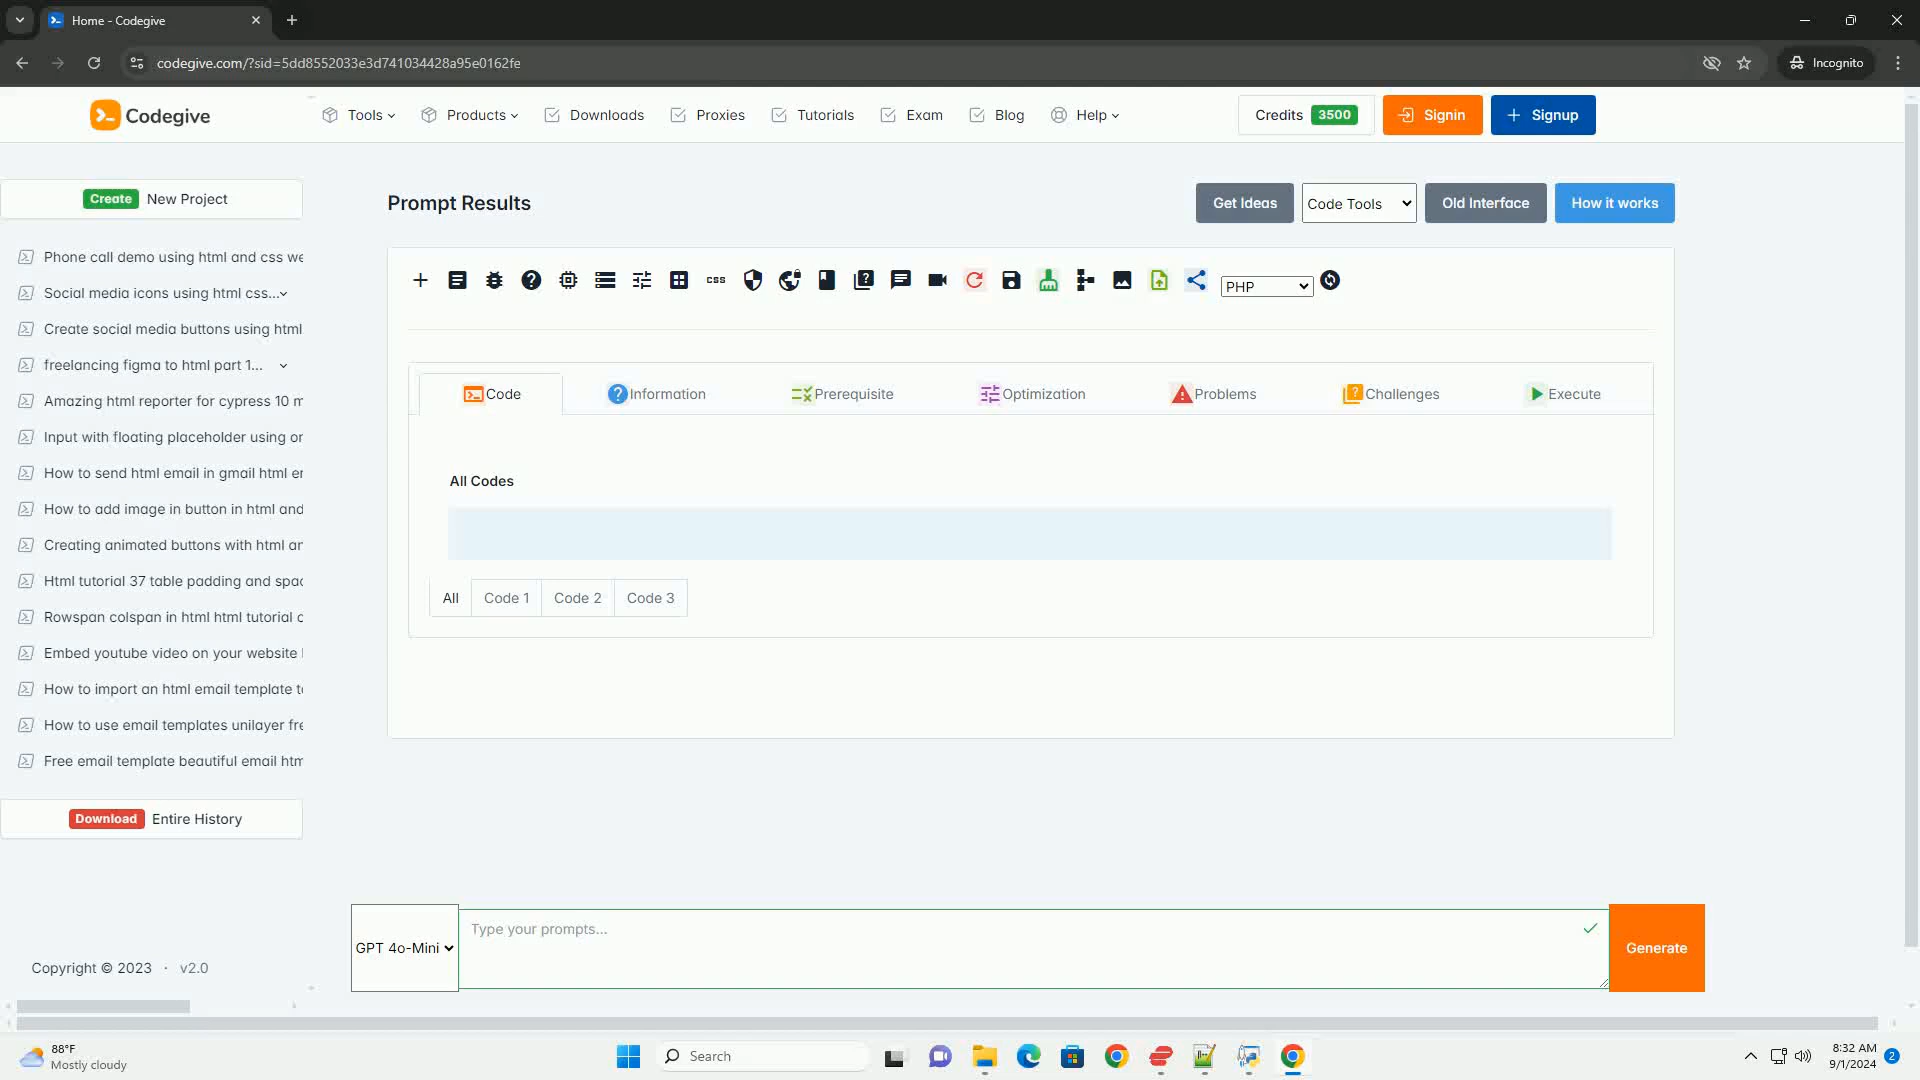 Home - Codegive
codegive.com/?sid=5dd8552033e3d741034428a95e0162fe
Incognito
Codegive
Tools
Products
Downloads
Proxies
Tutorials
Exam
Blog
Help
Credits 3500
Signin
Signup
Create New Project
Phone call demo using html and css we
Social media icons using html css...
Create social media buttons using html
freelancing figma to html part 1...
Amazing html reporter for cypress 10 m
Input with floating placeholder using or
How to send html email in gmail html er
How to add image in button in html and
Creating animated buttons with html an
Html tutorial 37 table padding and spac
Rowspan colspan in html html tutorial c
Embed youtube video on your website
How to import an html email template to
How to use email templates unilayer fre
Free email template beautiful email htm
Download Entire History
Copyright © 2023 · v2.0
Prompt Results
Get Ideas
Code Tools
Old Interface
How it works
css
PHP
Code
Information
Prerequisite
Optimization
Problems
Challenges
Execute
All Codes
All
Code 1
Code 2
Code 3
GPT 4o-Mini
Type your prompts...
Generate
88°F
Mostly cloudy
Search
8:32 AM
9/1/2024
2